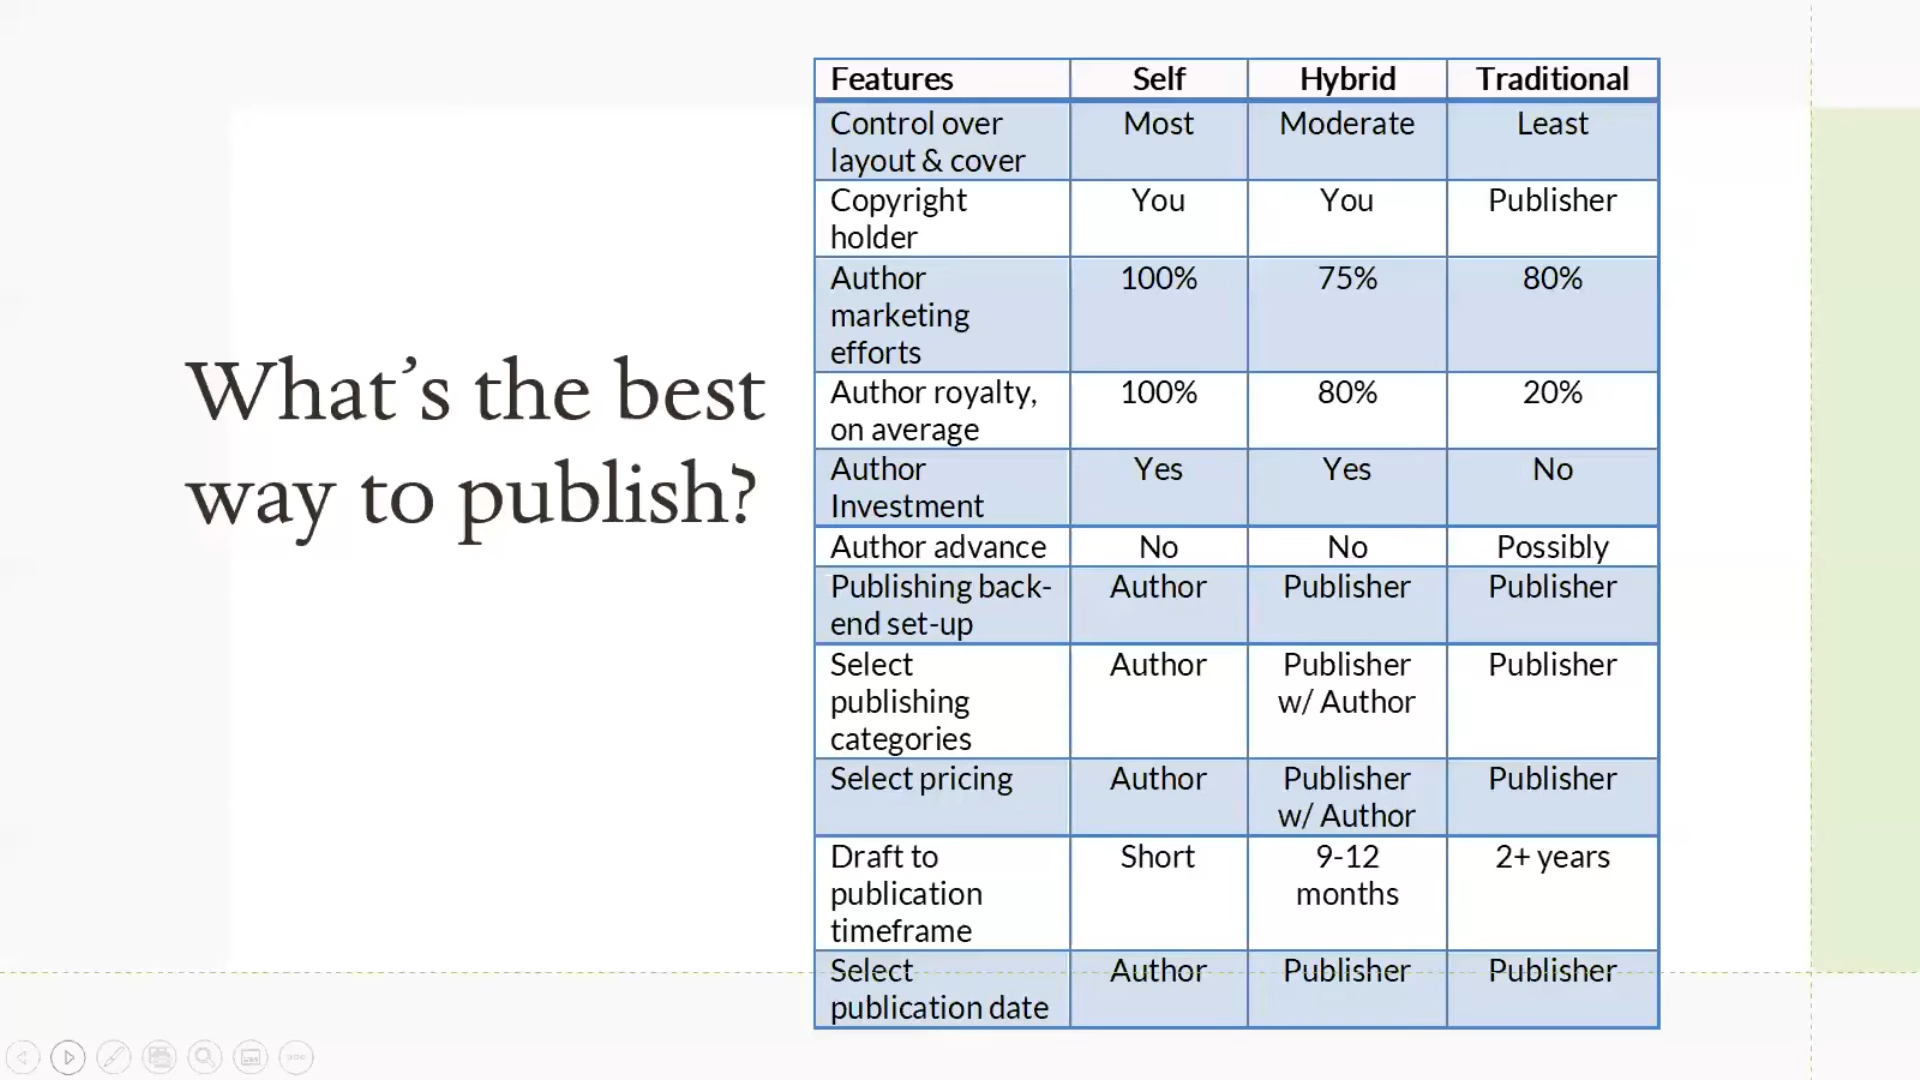 What’s the best
way to publish?
Features Self Hybrid Traditional
Control over Most Moderate Least
layout & cover
Copyright You You Publisher
holder
Author 100% 75% 80%
marketing
efforts
Author royalty, 100% 80% 20%
on average
Author Yes Yes No
Investment
Author advance No No Possibly
Publishing back- Author Publisher Publisher
end set-up
Select Author Publisher Publisher
publishing w/ Author
categories
Select pricing Author Publisher Publisher
w/ Author
Draft to Short 9-12 2+ years
publication months
timeframe
Select Author Publisher Publisher
publication date